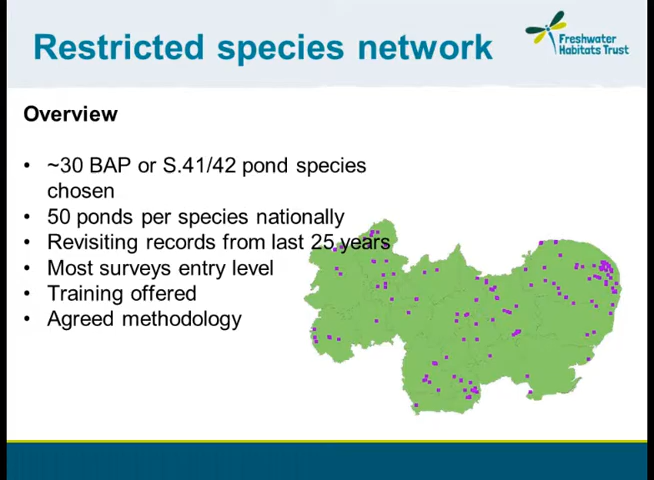 Restricted species network
Freshwater
Habitats Trust
Overview
• ~30 BAP or S.41/42 pond species
chosen
• 50 ponds per species nationally
• Revisiting records from last 25 years
• Most surveys entry level
• Training offered
• Agreed methodology